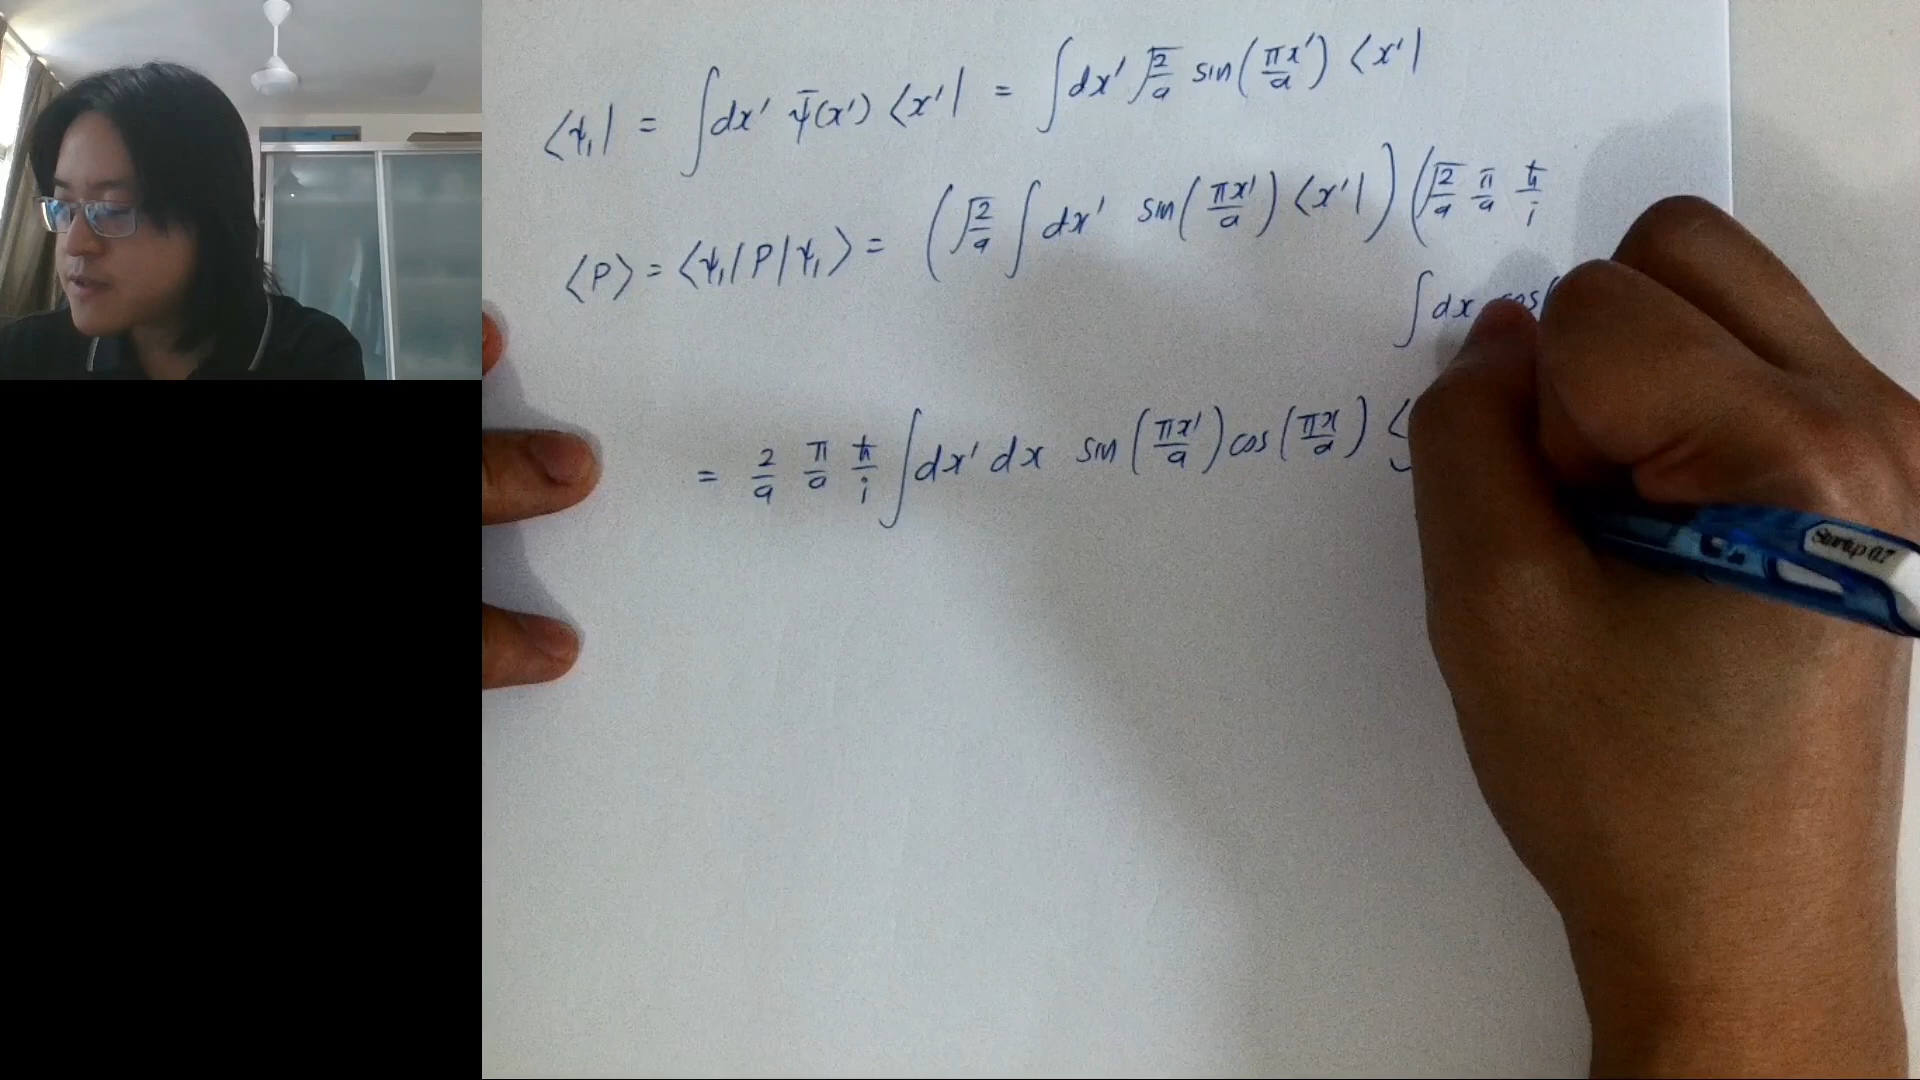 ⟨ψ₁| = ∫dx' ψ̄(x') ⟨x'| = ∫dx' √(2/a) sin(πx'/a) ⟨x'|
⟨P⟩ = ⟨ψ₁|P|ψ₁⟩ = (√(2/a) ∫dx' sin(πx'/a) ⟨x'|) (√(2/a) π/a ħ/i
∫dx cos(
= 2/a π/a ħ/i ∫dx' dx sin(πx'/a) cos(πx/a) ⟨